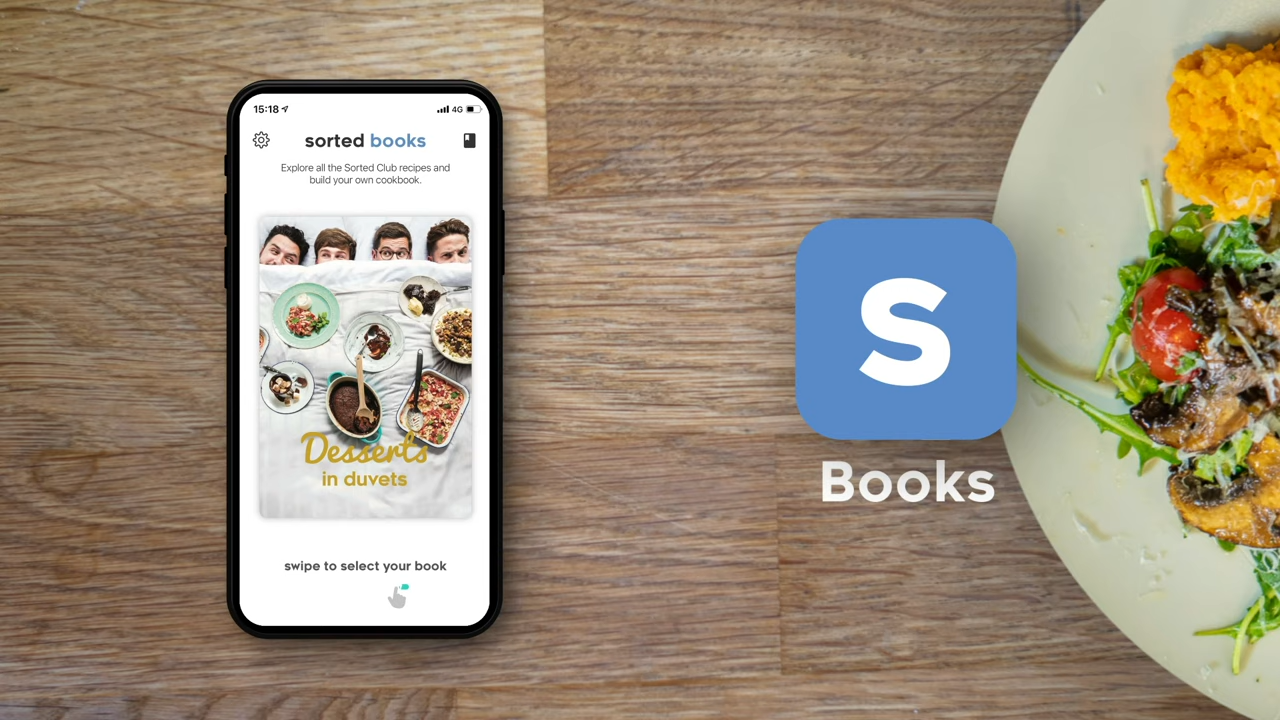 15:18
4G
sorted books
Explore all the Sorted Club recipes and
build your own cookbook.
Desserts
in duvets
swipe to select your book
S
Books